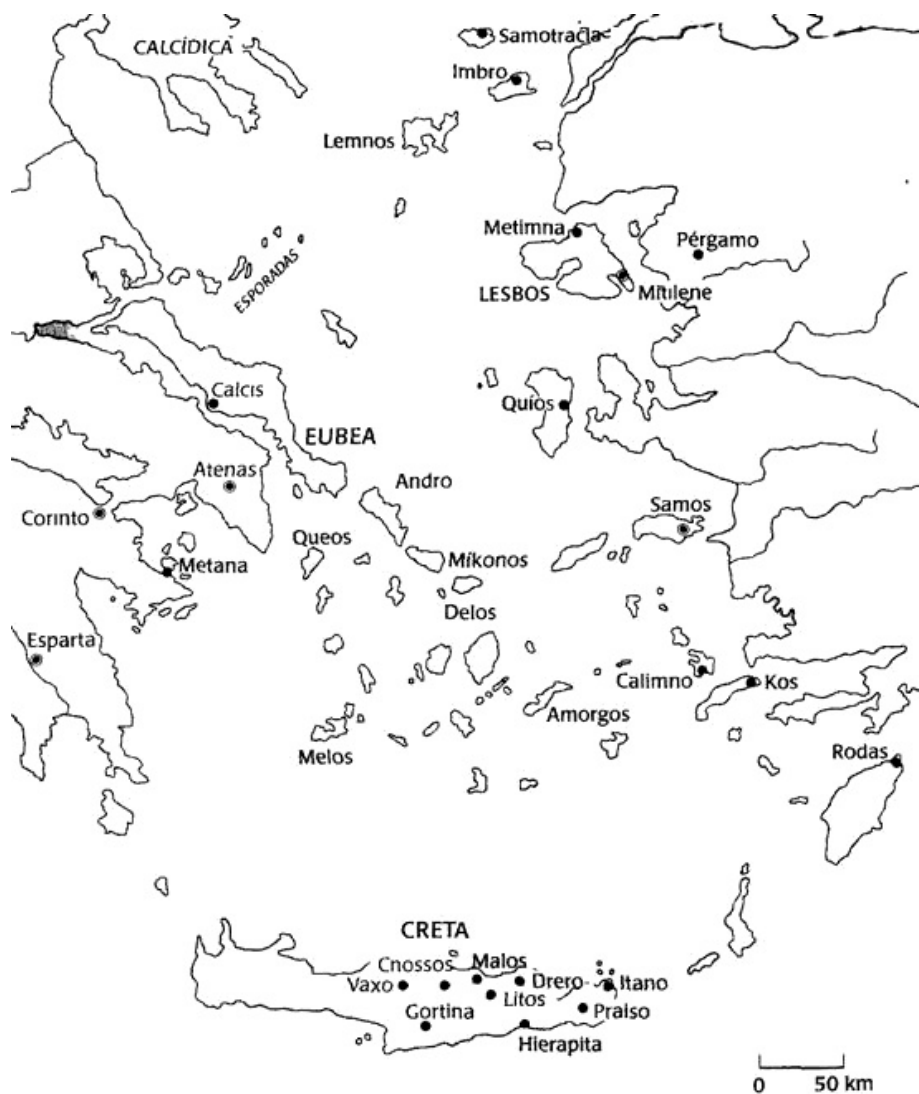 CALCÍDICA
Samotracia
Imbro
Lemnos
Metimna
Pérgamo
ESPORADAS
LESBOS
Mitilene
Calcis
Quíos
EUBEA
Atenas
Andro
Corinto
Samos
Queos
Míkonos
Metana
Delos
Esparta
Calimno
Kos
Amorgos
Melos
Rodas
CRETA
Cnossos
Malos
Vaxo
Drero
Itano
Litos
Gortina
Praiso
Hierapita
0 50 km